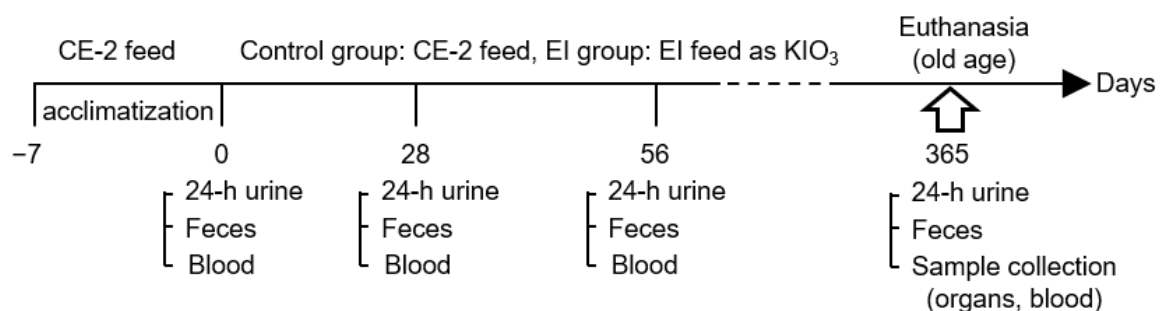 CE-2 feed
Control group: CE-2 feed, EI group: EI feed as KIO₃
Euthanasia
(old age)
Days
acclimatization
−7
0
28
56
365
24-h urine
Feces
Blood
24-h urine
Feces
Blood
24-h urine
Feces
Blood
24-h urine
Feces
Sample collection
(organs, blood)